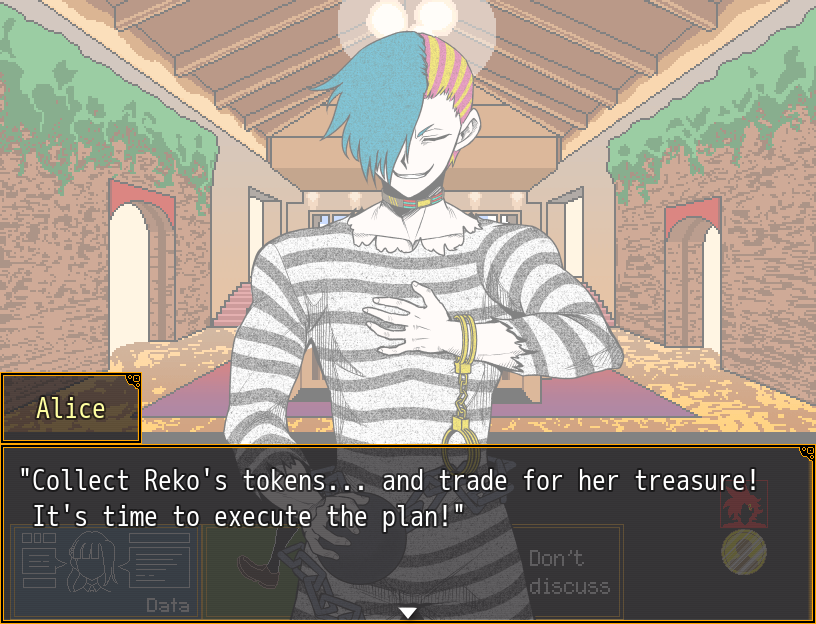 Alice
"Collect Reko's tokens... and trade for her treasure!
It's time to execute the plan!"
Don't
discuss
Data